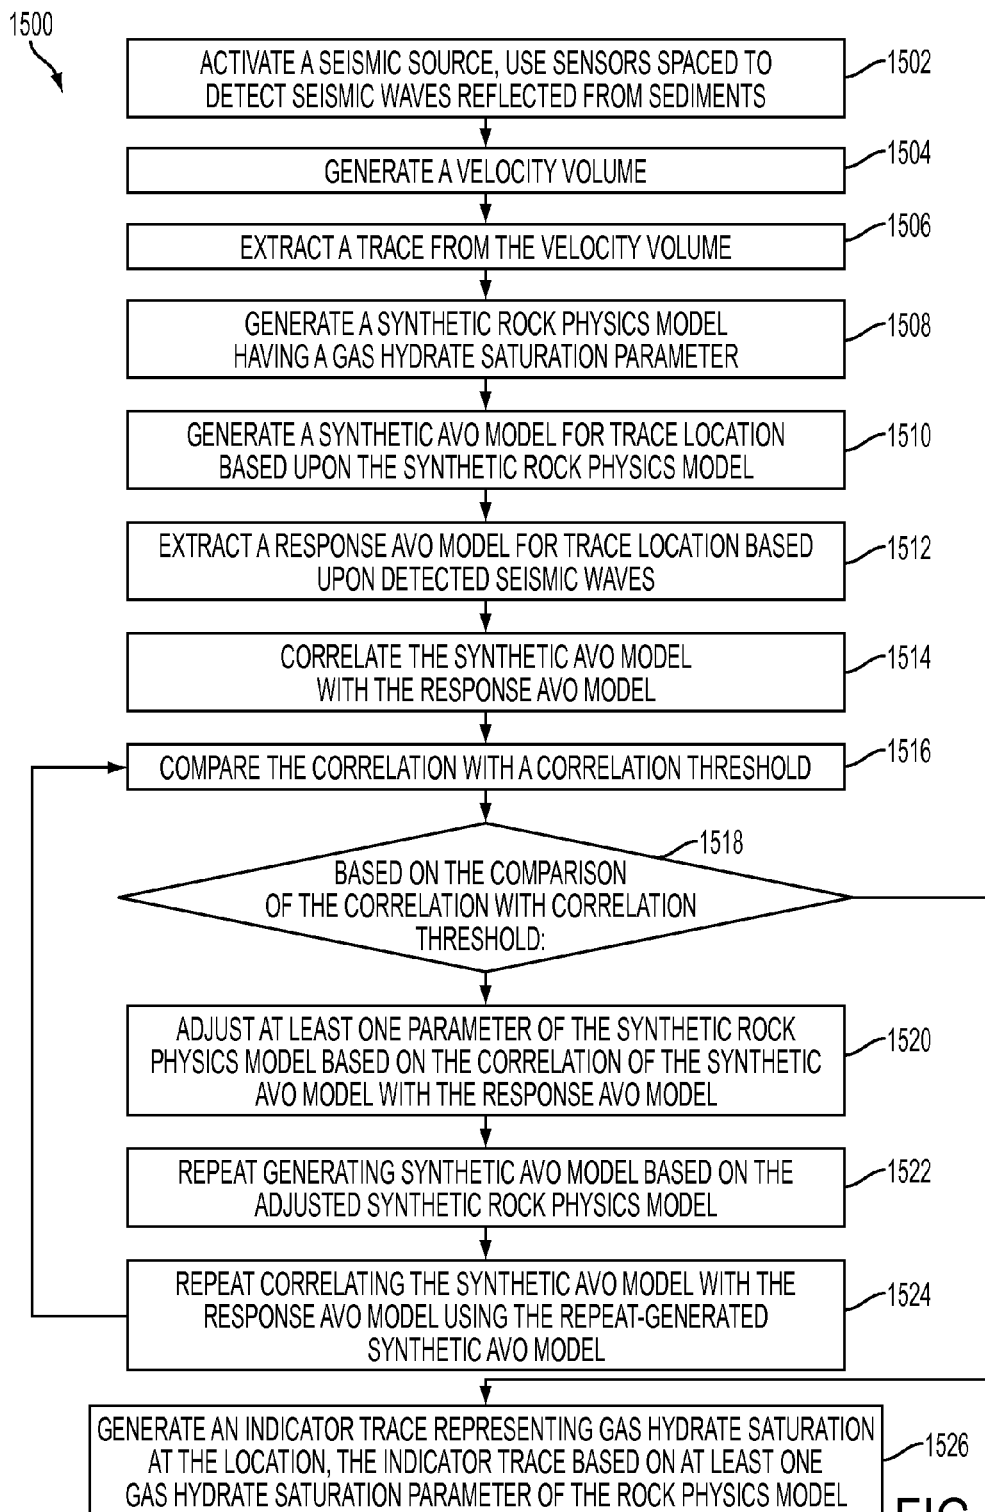 1500
ACTIVATE A SEISMIC SOURCE, USE SENSORS SPACED TO
DETECT SEISMIC WAVES REFLECTED FROM SEDIMENTS
1502
GENERATE A VELOCITY VOLUME
1504
EXTRACT A TRACE FROM THE VELOCITY VOLUME
1506
GENERATE A SYNTHETIC ROCK PHYSICS MODEL
HAVING A GAS HYDRATE SATURATION PARAMETER
1508
GENERATE A SYNTHETIC AVO MODEL FOR TRACE LOCATION
BASED UPON THE SYNTHETIC ROCK PHYSICS MODEL
1510
EXTRACT A RESPONSE AVO MODEL FOR TRACE LOCATION BASED
UPON DETECTED SEISMIC WAVES
1512
CORRELATE THE SYNTHETIC AVO MODEL
WITH THE RESPONSE AVO MODEL
1514
COMPARE THE CORRELATION WITH A CORRELATION THRESHOLD
1516
1518
BASED ON THE COMPARISON
OF THE CORRELATION WITH CORRELATION
THRESHOLD:
ADJUST AT LEAST ONE PARAMETER OF THE SYNTHETIC ROCK
PHYSICS MODEL BASED ON THE CORRELATION OF THE SYNTHETIC
AVO MODEL WITH THE RESPONSE AVO MODEL
1520
REPEAT GENERATING SYNTHETIC AVO MODEL BASED ON THE
ADJUSTED SYNTHETIC ROCK PHYSICS MODEL
1522
REPEAT CORRELATING THE SYNTHETIC AVO MODEL WITH THE
RESPONSE AVO MODEL USING THE REPEAT-GENERATED
SYNTHETIC AVO MODEL
1524
GENERATE AN INDICATOR TRACE REPRESENTING GAS HYDRATE SATURATION
AT THE LOCATION, THE INDICATOR TRACE BASED ON AT LEAST ONE
GAS HYDRATE SATURATION PARAMETER OF THE ROCK PHYSICS MODEL
1526